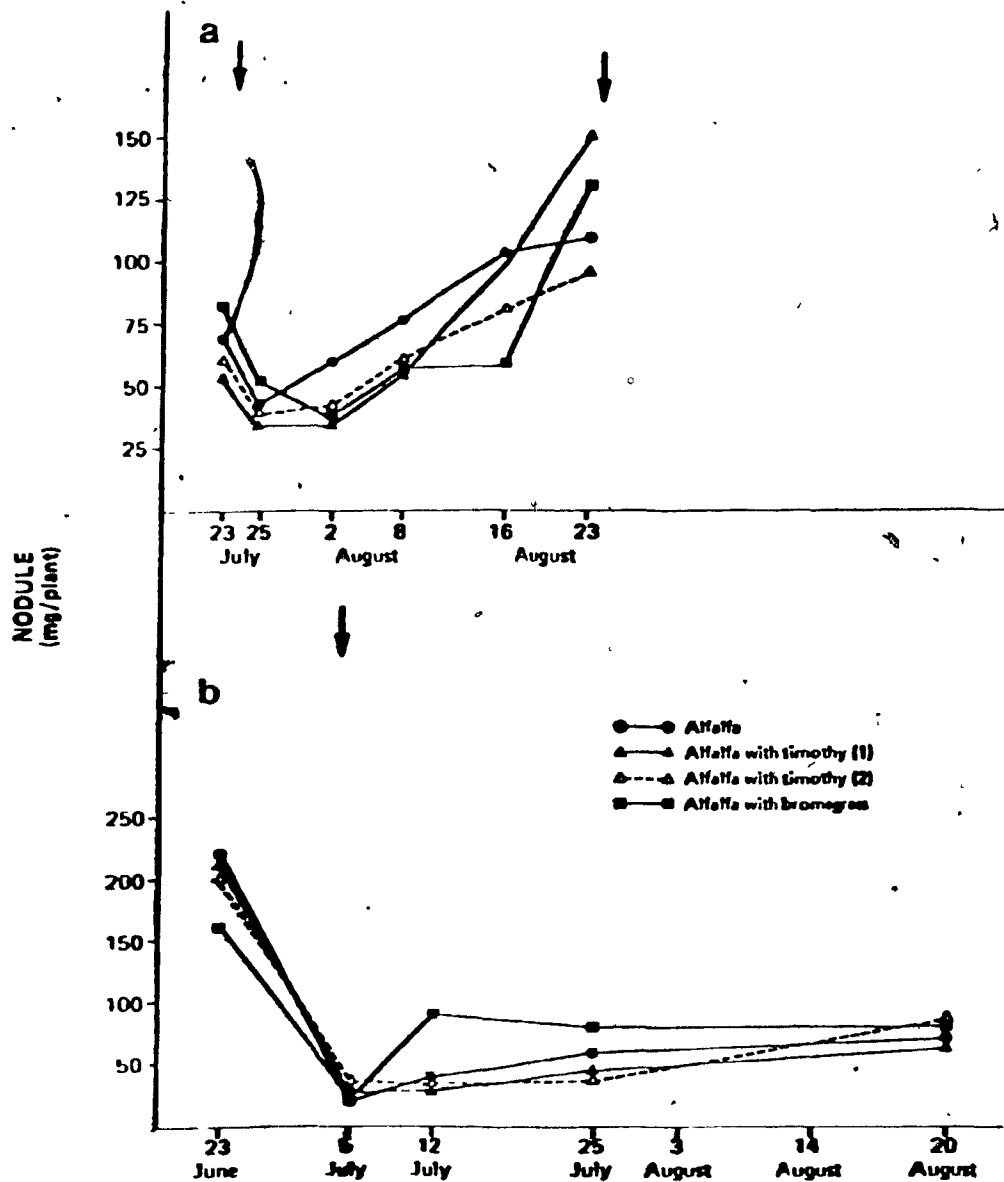 a
150
125
100
75
50
25
23 25 2 8 16 23
July August August
NODULE
(mg/plant)
b
Alfalfa
Alfalfa with timothy (1)
Alfalfa with timothy (2)
Alfalfa with bromegrass
250
200
150
100
50
23 12 25 3 14 20
June July July July August August August